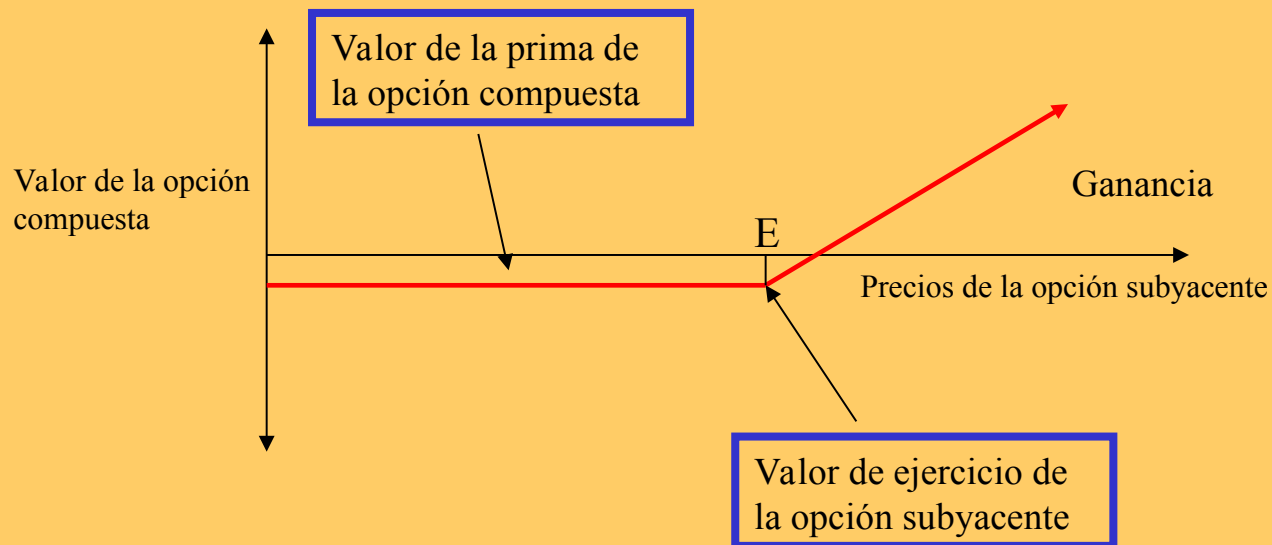 Valor de la prima de
la opción compuesta
Valor de la opción
compuesta
Ganancia
E
Precios de la opción subyacente
Valor de ejercicio de
la opción subyacente